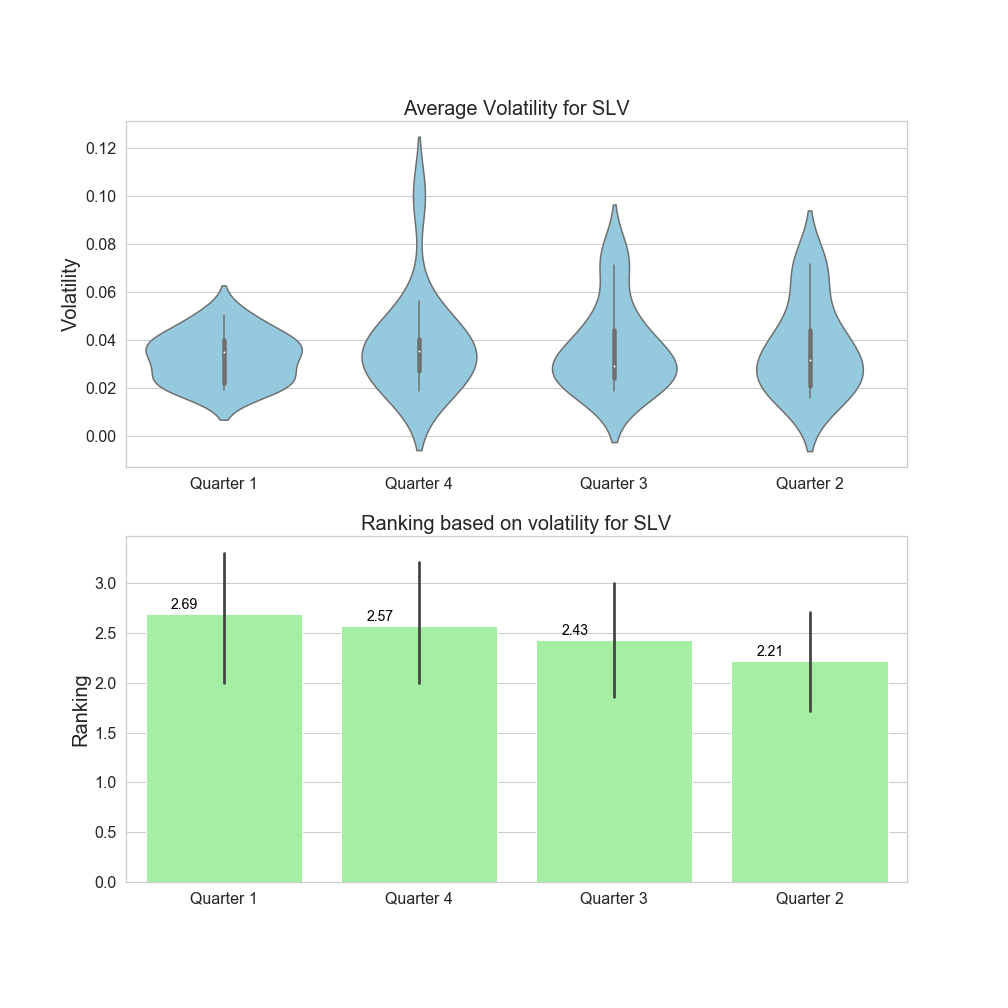 Average Volatility for SLV
Volatility
0.12
0.10
0.08
0.06
0.04
0.02
0.00
Quarter 1 Quarter 4 Quarter 3 Quarter 2
Ranking based on volatility for SLV
Ranking
3.0
2.5
2.0
1.5
1.0
0.5
0.0
2.69 2.57 2.43 2.21
Quarter 1 Quarter 4 Quarter 3 Quarter 2